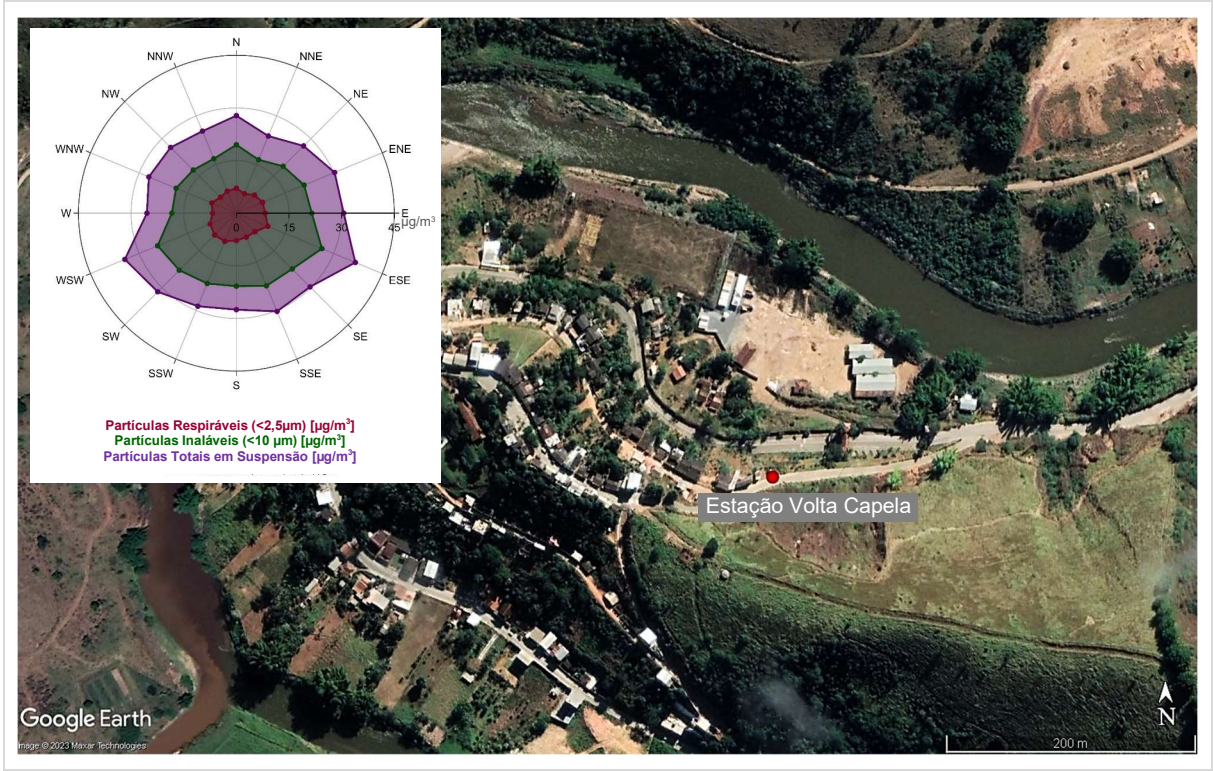 N
NNW
NNE
NW
NE
WNW
ENE
W
E
0
15
30
45
µg/m³
WSW
ESE
SW
SE
SSW
SSE
S
Partículas Respiráveis (<2,5µm) [µg/m³]
Partículas Inaláveis (<10 µm) [µg/m³]
Partículas Totais em Suspensão [µg/m³]
Estação Volta Capela
N
200 m
Google Earth
mage © 2023 Maxar Technologies